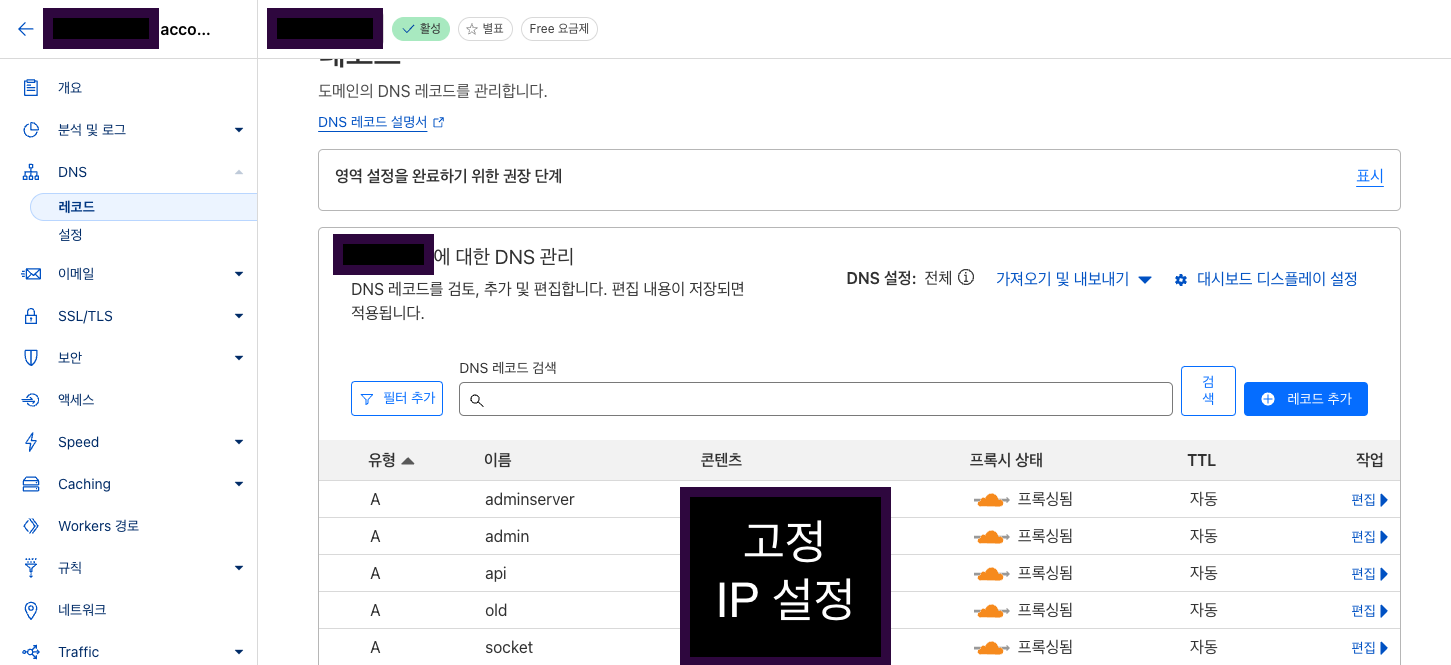 acco...
활성
별표
Free 요금제
개요
분석 및 로그
DNS
레코드
설정
이메일
SSL/TLS
보안
액세스
Speed
Caching
Workers 경로
규칙
네트워크
Traffic
도메인의 DNS 레코드를 관리합니다.
DNS 레코드 설명서
영역 설정을 완료하기 위한 권장 단계
표시
에 대한 DNS 관리
DNS 레코드를 검토, 추가 및 편집합니다. 편집 내용이 저장되면
적용됩니다.
DNS 설정: 전체
가져오기 및 내보내기
대시보드 디스플레이 설정
필터 추가
DNS 레코드 검색
검
색
레코드 추가
유형 이름 콘텐츠 프록시 상태 TTL 작업
A adminserver 프록싱됨 자동 편집
A admin 프록싱됨 자동 편집
A api 프록싱됨 자동 편집
A old 프록싱됨 자동 편집
A socket 프록싱됨 자동 편집
고정
IP 설정